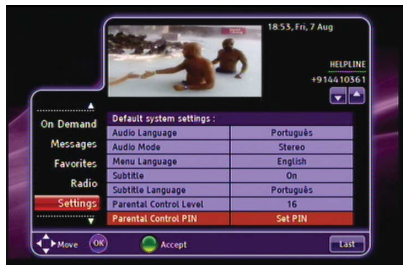 18:53, Fri, 7 Aug
HELPLINE
+914410361
On Demand
Messages
Favorites
Radio
Settings
Default system settings :
Audio Language Português
Audio Mode Stereo
Menu Language English
Subtitle On
Subtitle Language Português
Parental Control Level 16
Parental Control PIN Set PIN
Move OK Accept Last